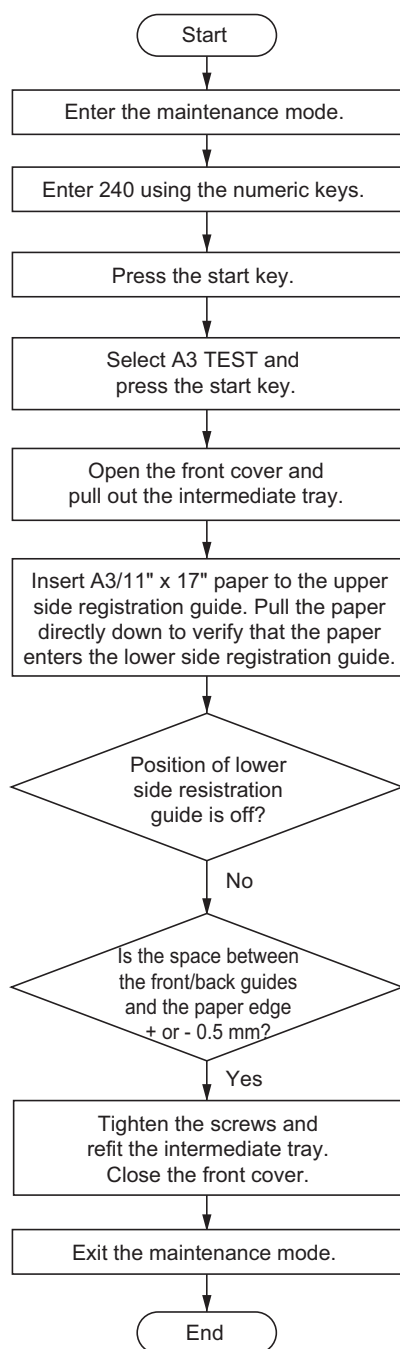 Start
Enter the maintenance mode.
Enter 240 using the numeric keys.
Press the start key.
Select A3 TEST and
press the start key.
Open the front cover and
pull out the intermediate tray.
Insert A3/11" x 17" paper to the upper
side registration guide. Pull the paper
directly down to verify that the paper
enters the lower side registration guide.
Position of lower
side resistration
guide is off?
No
Is the space between
the front/back guides
and the paper edge
+ or - 0.5 mm?
Yes
Tighten the screws and
refit the intermediate tray.
Close the front cover.
Exit the maintenance mode.
End